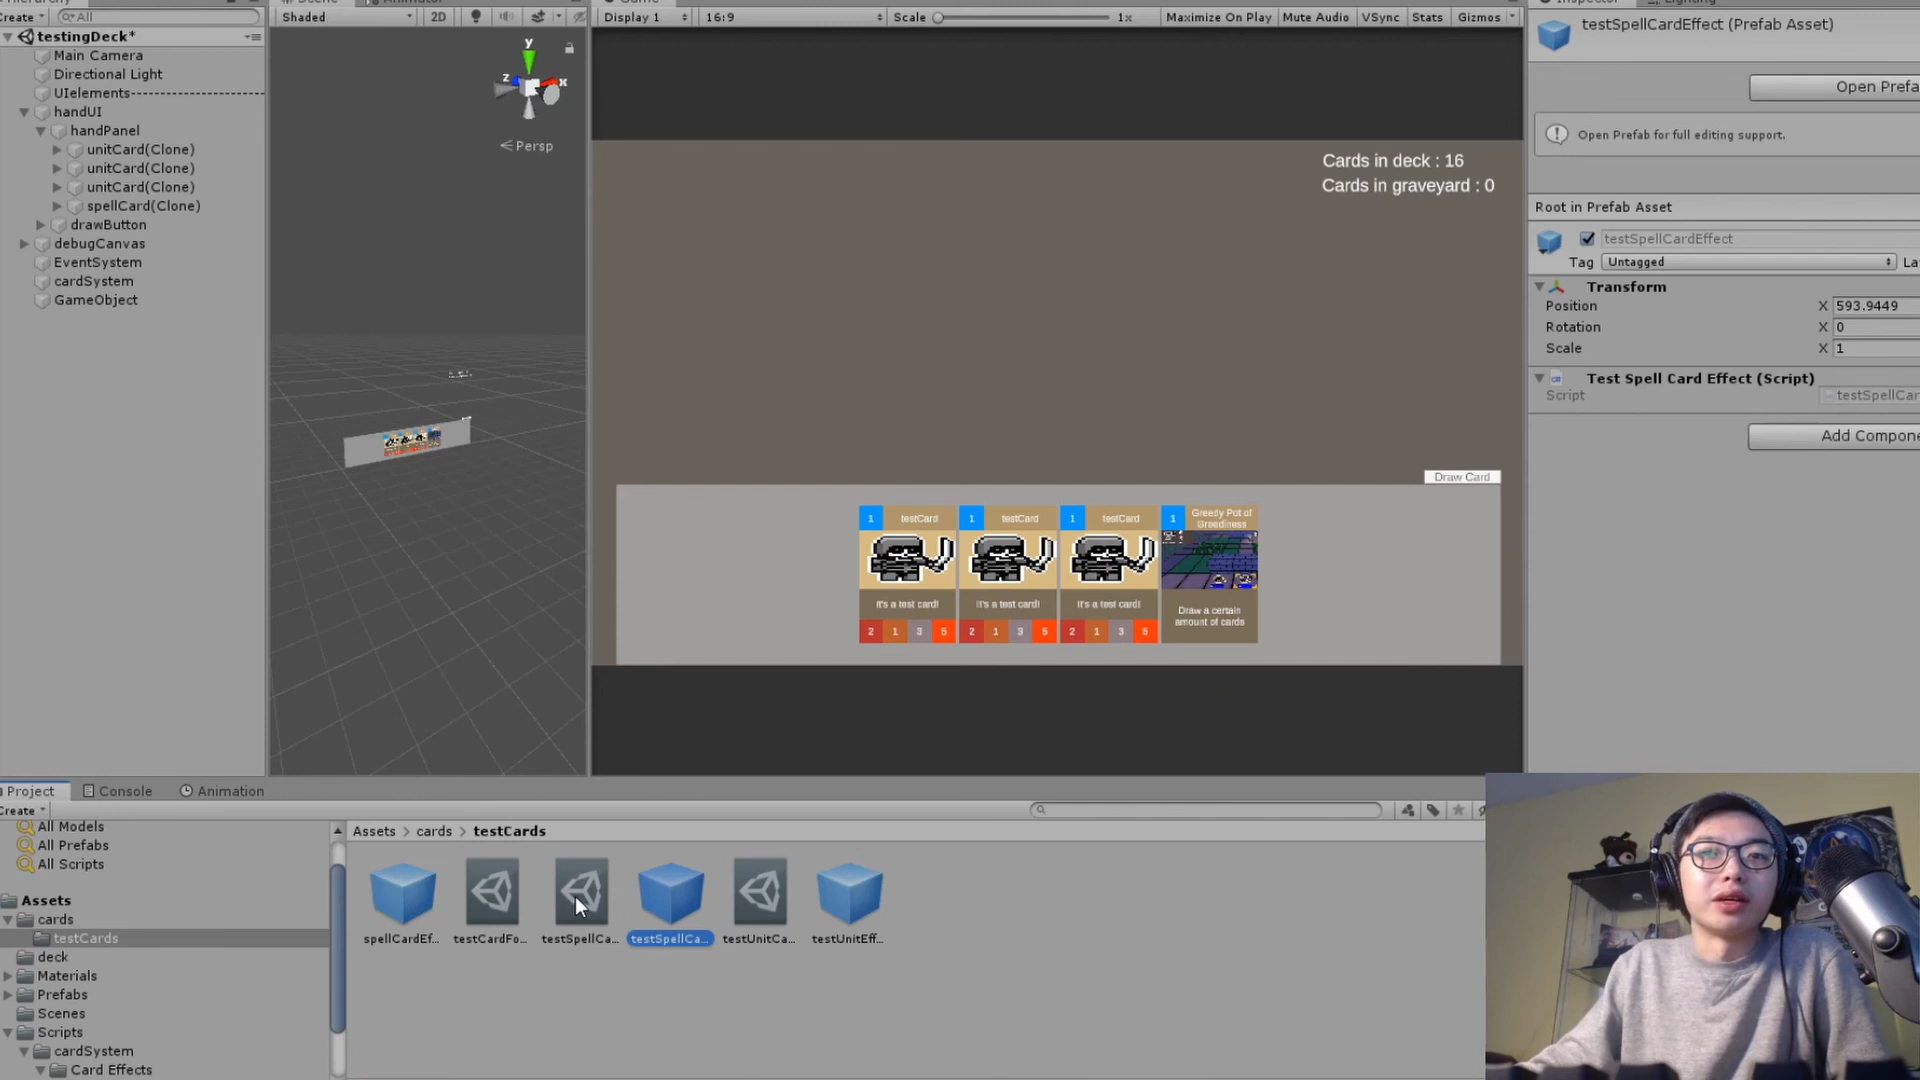 Hierarchy
Scene
Animator
Game
Inspector
Lighting
Create
All
Shaded
2D
Display 1
16:9
Scale
1x
Maximize On Play
Mute Audio
VSync
Stats
Gizmos
testingDeck*
Main Camera
Directional Light
UIelements-------------------
handUI
handPanel
unitCard(Clone)
unitCard(Clone)
unitCard(Clone)
spellCard(Clone)
drawButton
debugCanvas
EventSystem
cardSystem
GameObject
y
z
x
Persp
Cards in deck : 16
Cards in graveyard : 0
Draw Card
1 testCard
It's a test card!
2 1 3 5
1 testCard
It's a test card!
2 1 3 5
1 testCard
It's a test card!
2 1 3 5
1 Greedy Pot of
Greediness
Draw a certain
amount of cards
testSpellCardEffect (Prefab Asset)
Open Prefa
Open Prefab for full editing support.
Root in Prefab Asset
testSpellCardEffect
Tag Untagged La
Transform
Position X 593.9449
Rotation X 0
Scale X 1
Test Spell Card Effect (Script)
Script testSpellCar
Add Compone
Project
Console
Animation
Create
All Models
All Prefabs
All Scripts
Assets
cards
testCards
deck
Materials
Prefabs
Scenes
Scripts
cardSystem
Card Effects
Assets
cards
testCards
spellCardEf...
testCardFo...
testSpellCa...
testSpellCa...
testUnitCa...
testUnitEff...